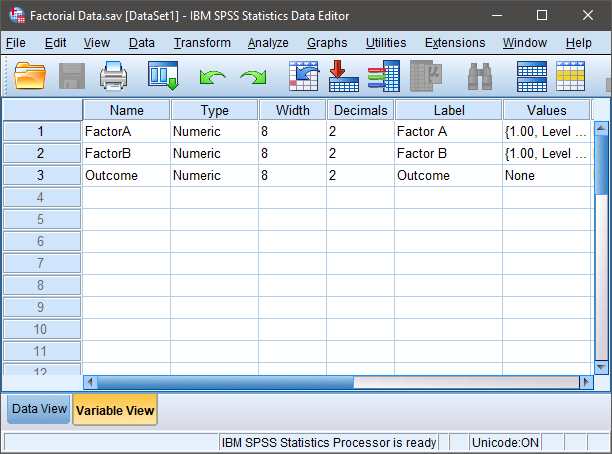 Factorial Data.sav [DataSet1] - IBM SPSS Statistics Data Editor
File Edit View Data Transform Analyze Graphs Utilities Extensions Window Help
Name Type Width Decimals Label Values
1 FactorA Numeric 8 2 Factor A {1.00, Level ...
2 FactorB Numeric 8 2 Factor B {1.00, Level ...
3 Outcome Numeric 8 2 Outcome None
4
5
6
7
8
9
10
11
12
Data View Variable View
IBM SPSS Statistics Processor is ready Unicode:ON